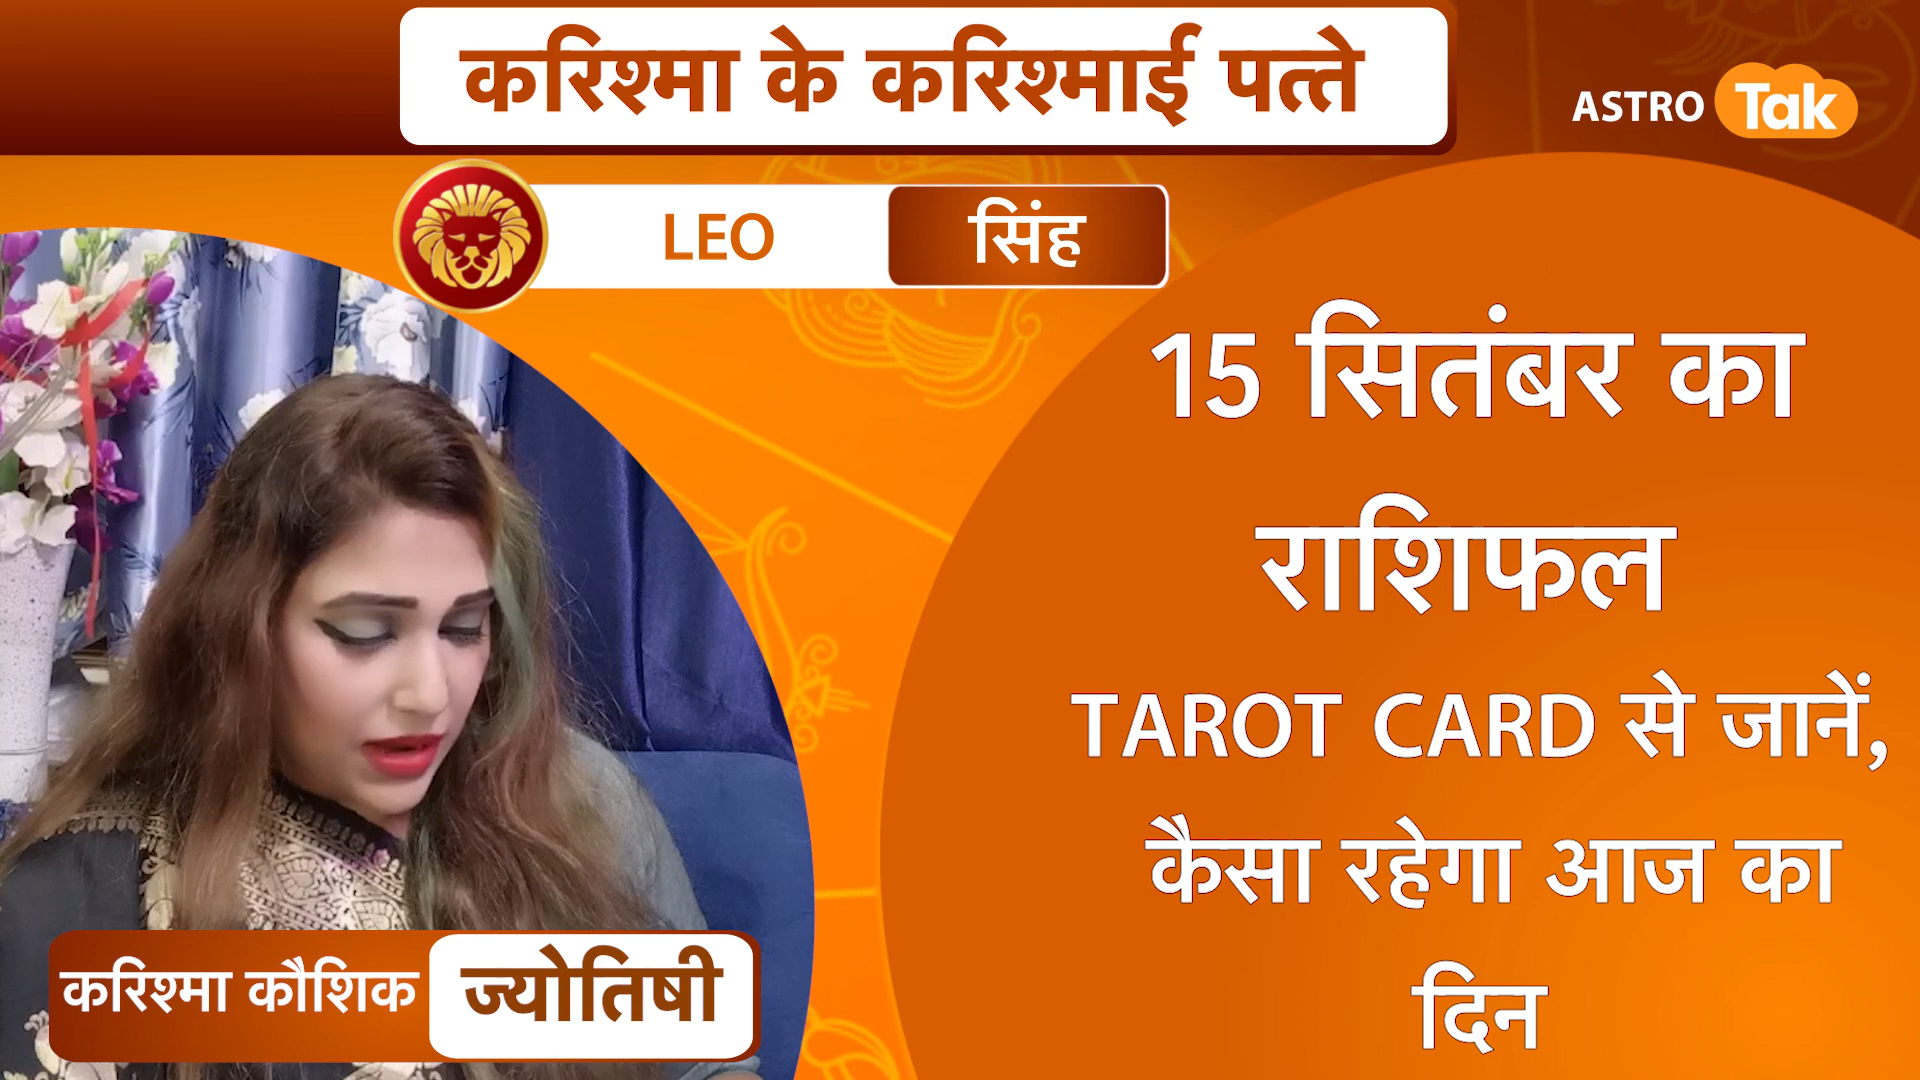 करिश्मा के करिश्माई पत्ते
ASTRO Tak
LEO सिंह
15 सितंबर का
राशिफल
TAROT CARD से जानें,
कैसा रहेगा आज का
दिन
करिश्मा कौशिक ज्योतिषी